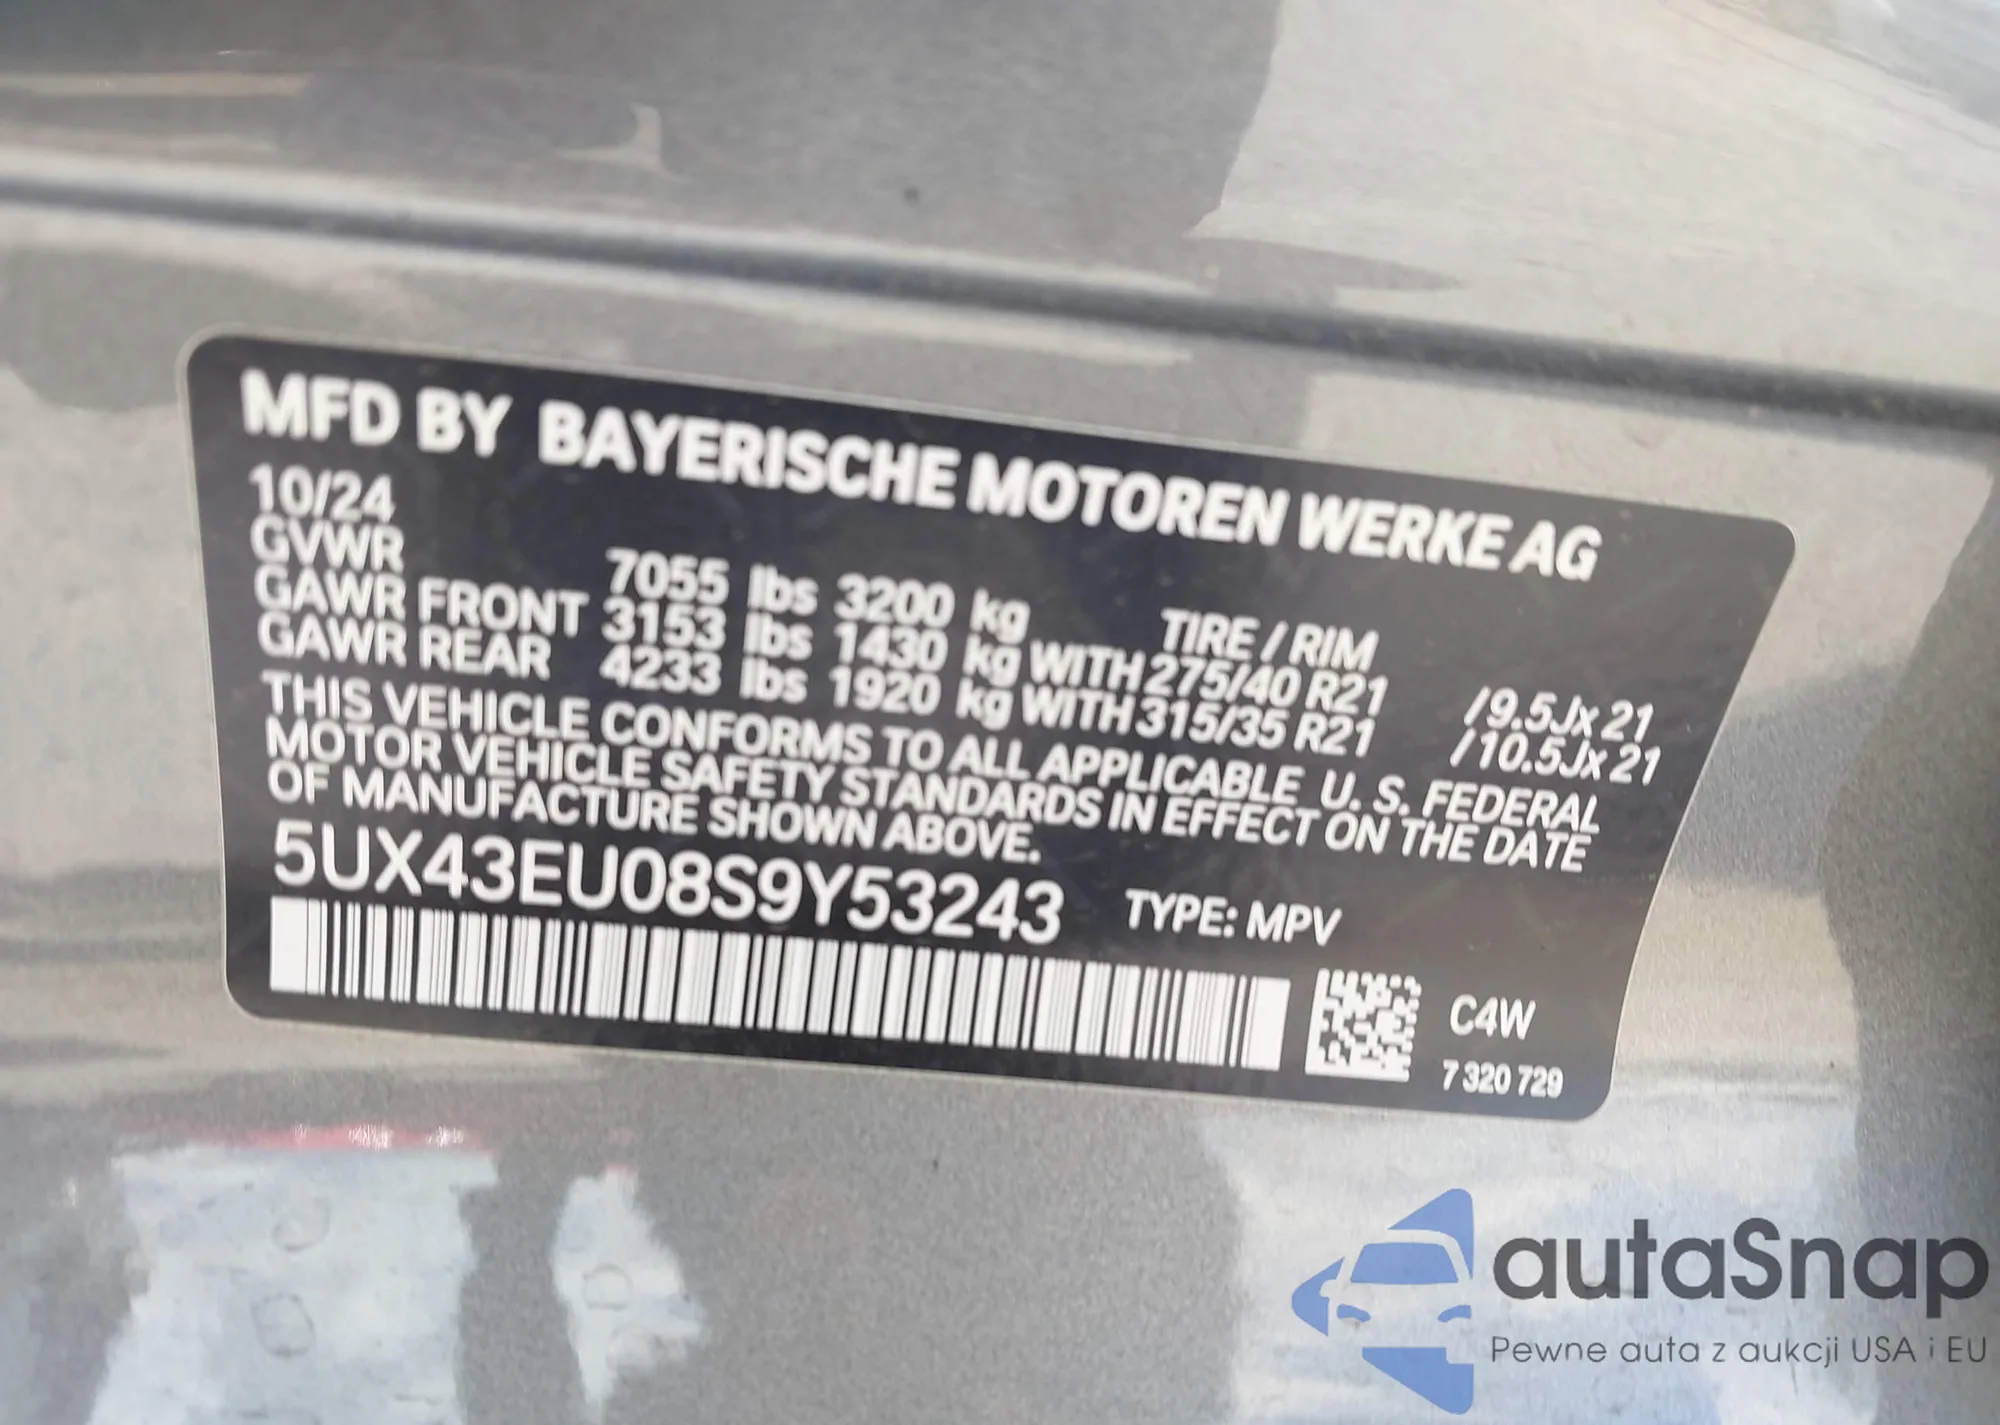 MFD BY BAYERISCHE MOTOREN WERKE AG
10/24
GVWR 7055 lbs 3200 kg TIRE / RIM
GAWR FRONT 3153 lbs 1430 kg WITH 275/40 R21 / 9.5Jx 21
GAWR REAR 4233 lbs 1920 kg WITH 315/35 R21 / 10.5Jx 21
THIS VEHICLE CONFORMS TO ALL APPLICABLE U. S. FEDERAL
MOTOR VEHICLE SAFETY STANDARDS IN EFFECT ON THE DATE
OF MANUFACTURE SHOWN ABOVE.
5UX43EU08S9Y53243 TYPE: MPV
C4W
7 320 729
autaSnap
Pewne auta z aukcji USA i EU